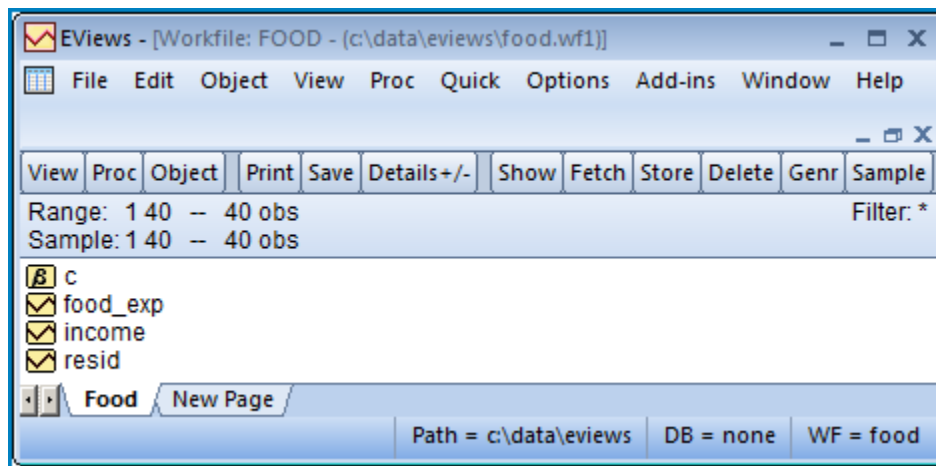 EViews - [Workfile: FOOD - (c:\data\eviews\food.wf1)]
File Edit Object View Proc Quick Options Add-ins Window Help
View Proc Object Print Save Details+/- Show Fetch Store Delete Genr Sample
Range: 1 40 -- 40 obs Filter: *
Sample: 1 40 -- 40 obs
β c
food_exp
income
resid
Food New Page
Path = c:\data\eviews DB = none WF = food